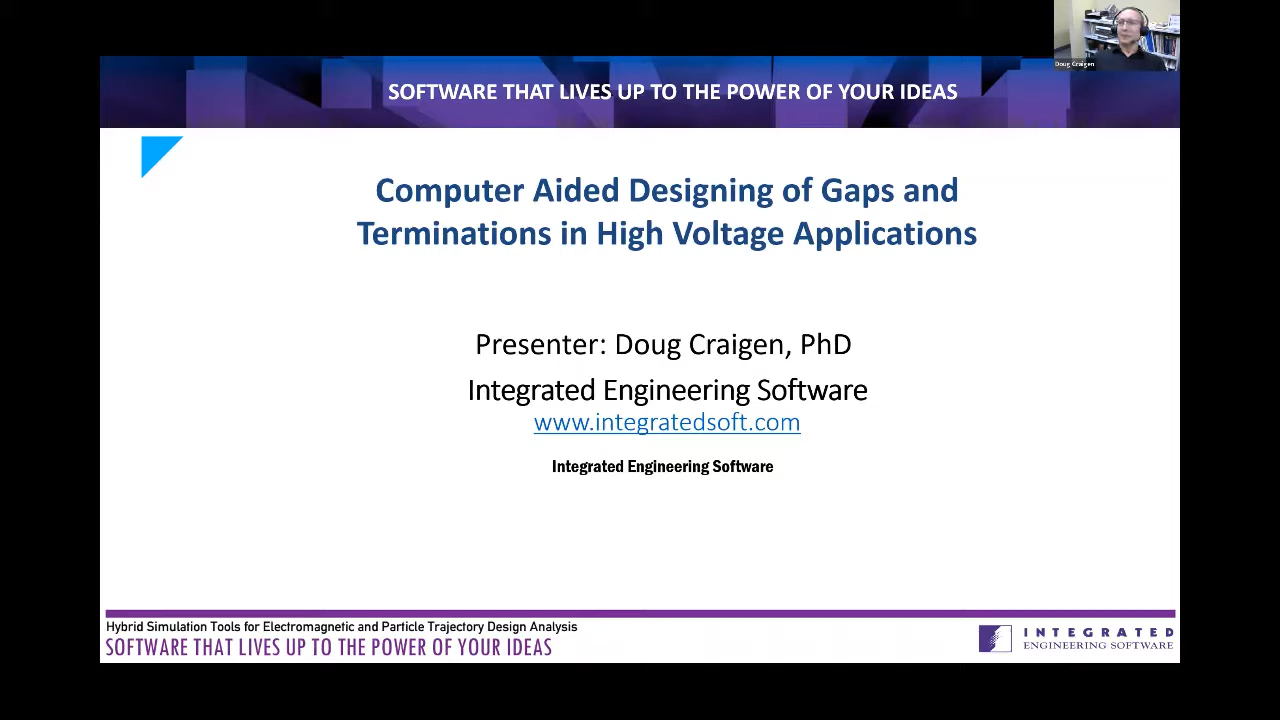 Doug Craigen
SOFTWARE THAT LIVES UP TO THE POWER OF YOUR IDEAS
Computer Aided Designing of Gaps and
Terminations in High Voltage Applications
Presenter: Doug Craigen, PhD
Integrated Engineering Software
www.integratedsoft.com
Integrated Engineering Software
Hybrid Simulation Tools for Electromagnetic and Particle Trajectory Design Analysis
SOFTWARE THAT LIVES UP TO THE POWER OF YOUR IDEAS
INTEGRATED
ENGINEERING SOFTWARE